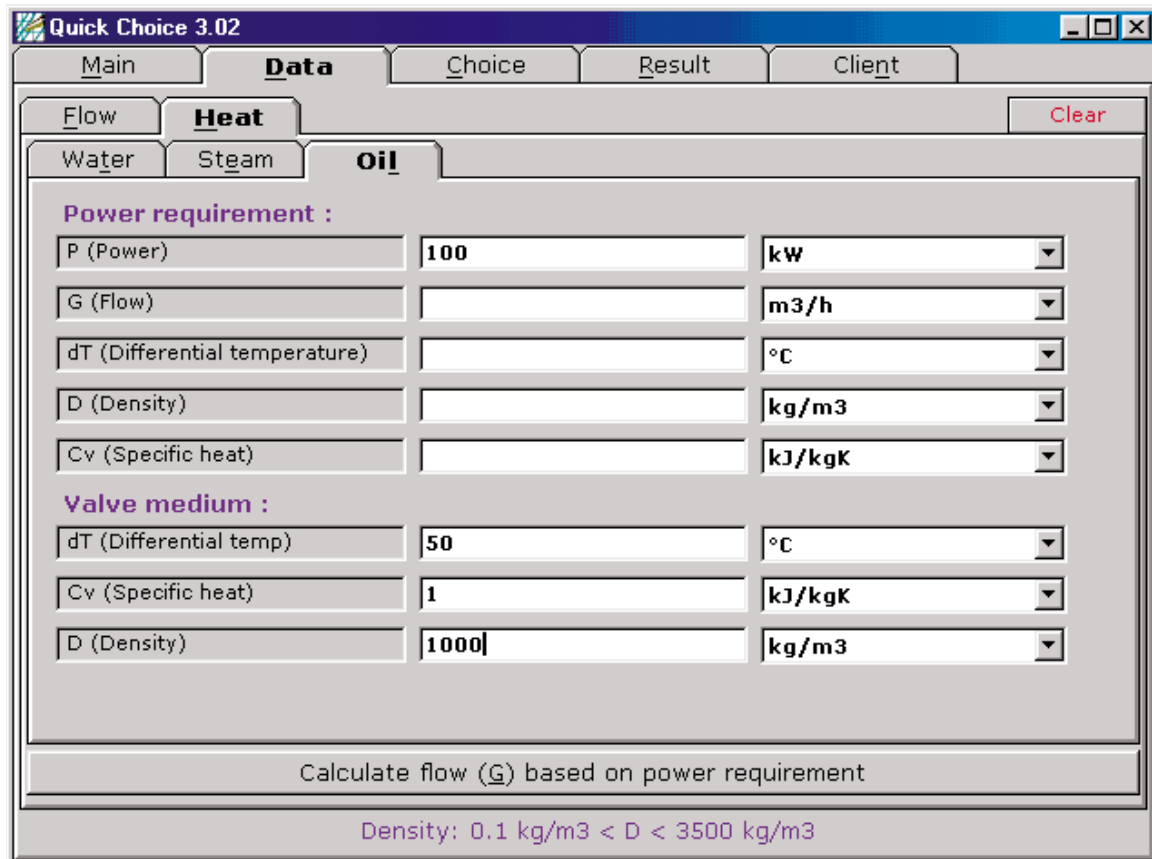 Quick Choice 3.02
Main Data Choice Result Client
Flow Heat Clear
Water Steam Oil
Power requirement :
P (Power) 100 kW
G (Flow) m3/h
dT (Differential temperature) °C
D (Density) kg/m3
Cv (Specific heat) kJ/kgK
Valve medium :
dT (Differential temp) 50 °C
Cv (Specific heat) 1 kJ/kgK
D (Density) 1000 kg/m3
Calculate flow (G) based on power requirement
Density: 0.1 kg/m3 < D < 3500 kg/m3